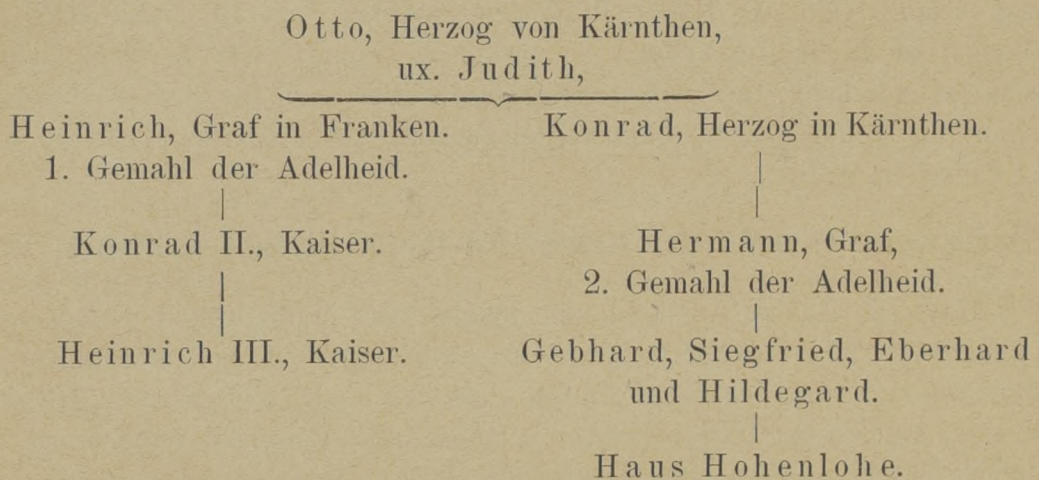 Otto, Herzog von Kärnthen,
ux. Judith,
Heinrich, Graf in Franken.
1. Gemahl der Adelheid.
Konrad II., Kaiser.
Heinrich III., Kaiser.
Konrad, Herzog in Kärnthen.
Hermann, Graf,
2. Gemahl der Adelheid.
Gebhard, Siegfried, Eberhard
und Hildegard.
Haus Hohenlohe.